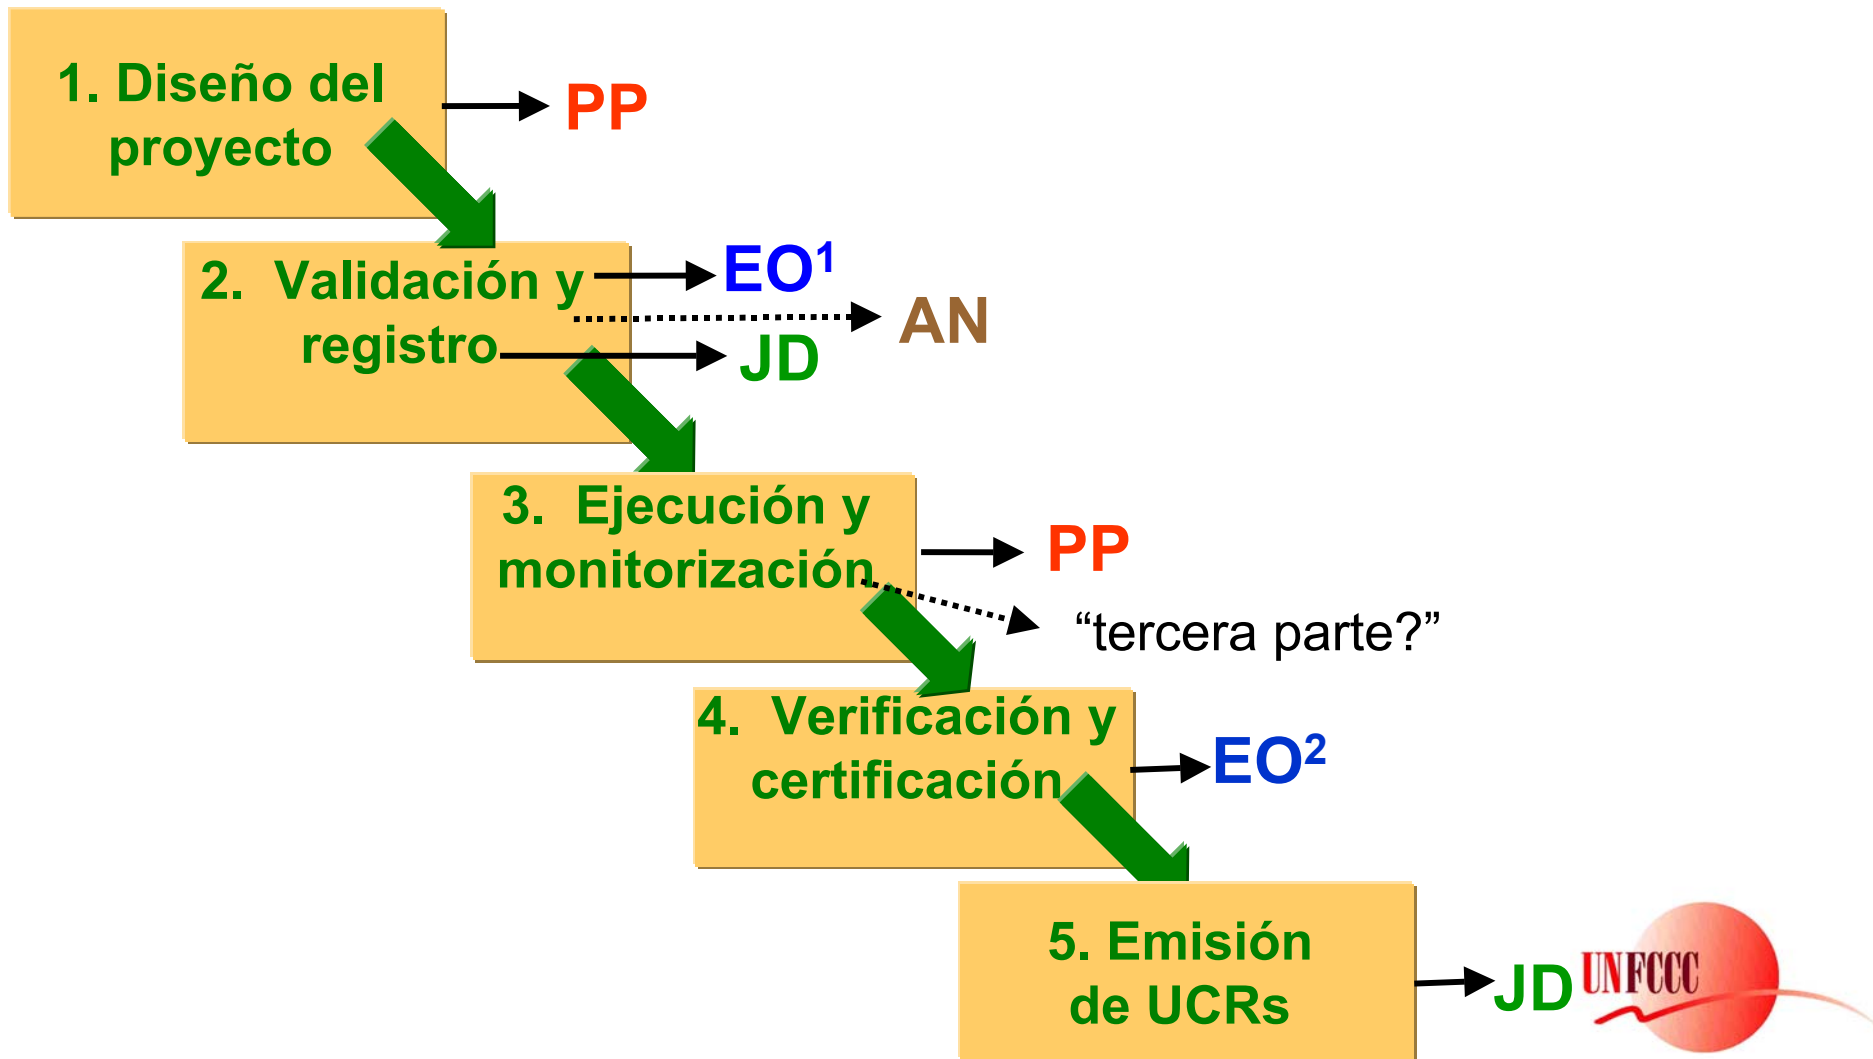 1. Diseño del
proyecto
PP
2. Validación y
registro
EO¹
AN
JD
3. Ejecución y
monitorización
PP
“tercera parte?”
4. Verificación y
certificación
EO²
5. Emisión
de UCRs
JD
UNFCCC